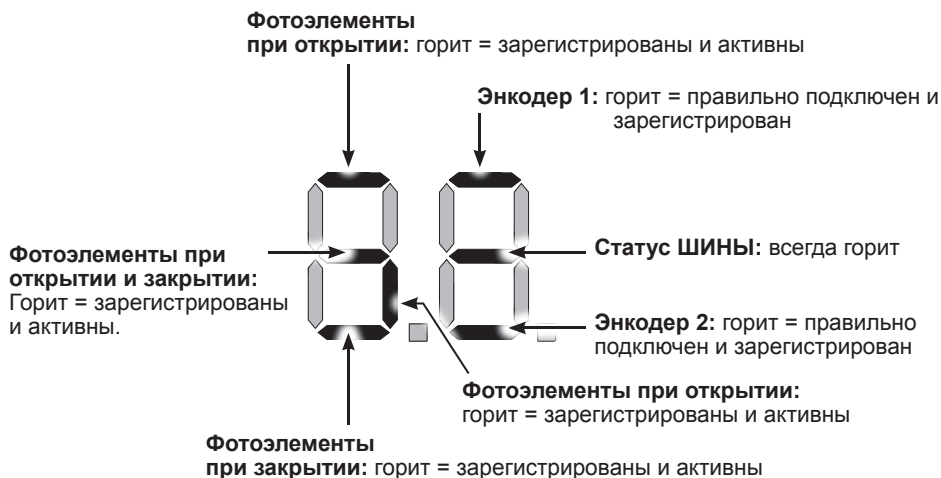 Фотоэлементы
при открытии: горит = зарегистрированы и активны
Энкодер 1: горит = правильно подключен и
зарегистрирован
Фотоэлементы при
открытии и закрытии:
Горит = зарегистрированы
и активны.
Статус ШИНЫ: всегда горит
Энкодер 2: горит = правильно
подключен и зарегистрирован
Фотоэлементы при открытии:
горит = зарегистрированы и активны
Фотоэлементы
при закрытии: горит = зарегистрированы и активны